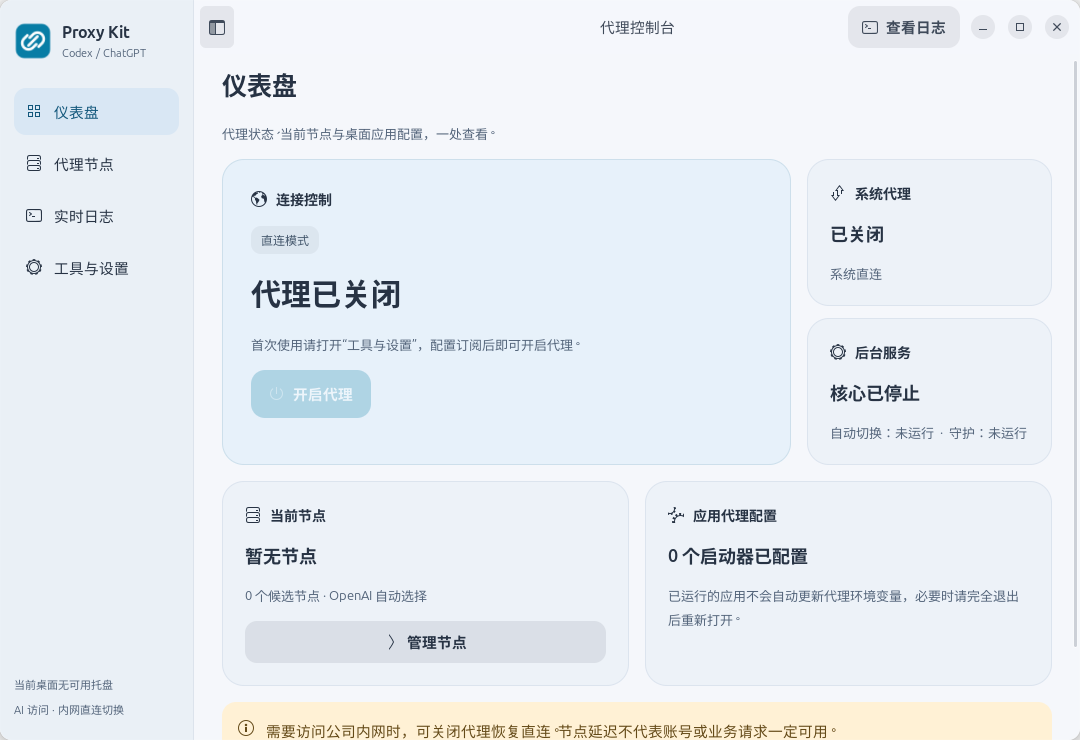 Proxy Kit
Codex / ChatGPT
仪表盘
代理节点
实时日志
工具与设置
当前桌面无可用托盘
AI 访问 · 内网直连切换
代理控制台
查看日志
仪表盘
代理状态、当前节点与桌面应用配置，一处查看。
连接控制
直连模式
代理已关闭
首次使用请打开“工具与设置”，配置订阅后即可开启代理。
开启代理
系统代理
已关闭
系统直连
后台服务
核心已停止
自动切换：未运行 · 守护：未运行
当前节点
暂无节点
0 个候选节点 · OpenAI 自动选择
管理节点
应用代理配置
0 个启动器已配置
已运行的应用不会自动更新代理环境变量，必要时请完全退出
后重新打开。
需要访问公司内网时，可关闭代理恢复直连。节点延迟不代表账号或业务请求一定可用。